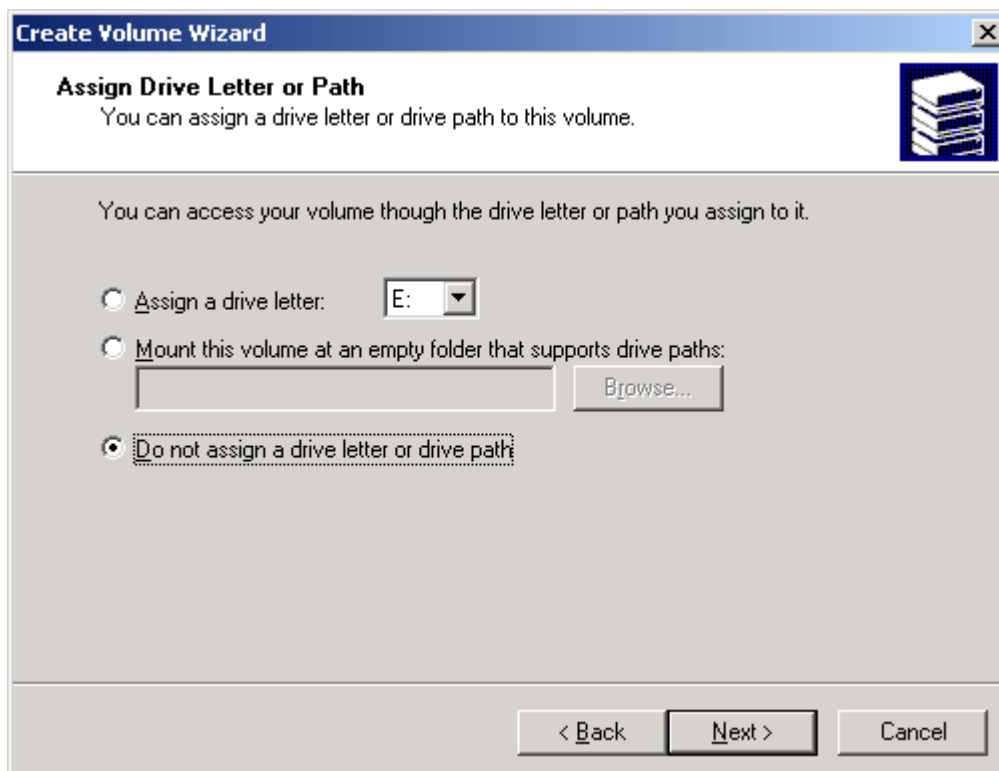 Create Volume Wizard
Assign Drive Letter or Path
You can assign a drive letter or drive path to this volume.
You can access your volume though the drive letter or path you assign to it.
Assign a drive letter: E:
Mount this volume at an empty folder that supports drive paths:
Browse...
Do not assign a drive letter or drive path
< Back Next > Cancel